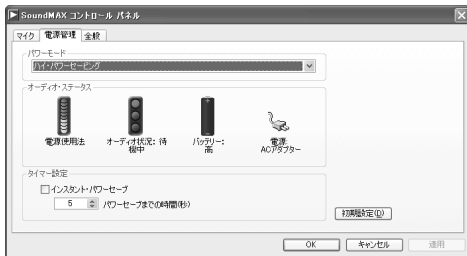 SoundMAX コントロール パネル
マイク 電源管理 全般
パワーモード
ハイ・パワーセービング
オーディオ・ステータス
電源使用法
オーディオ状況: 待機中
バッテリー: 高
電源: ACアダプター
タイマー設定
インスタント・パワーセーブ
5 パワーセーブまでの時間(秒)
初期設定(D)
OK キャンセル 適用